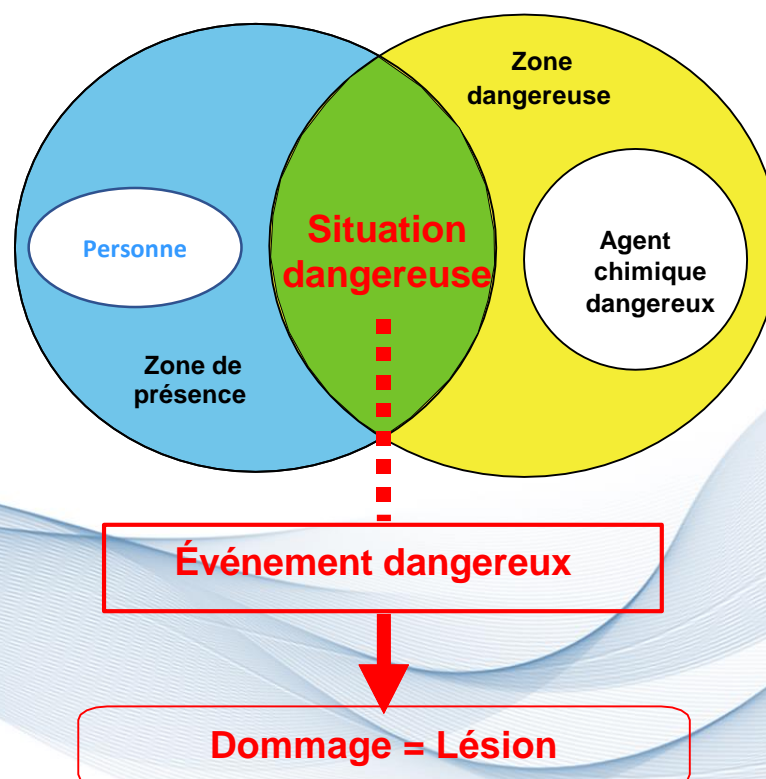 Zone
dangereuse
Situation
dangereuse
Personne
Agent
chimique
dangereux
Zone de
présence
Événement dangereux
Dommage = Lésion